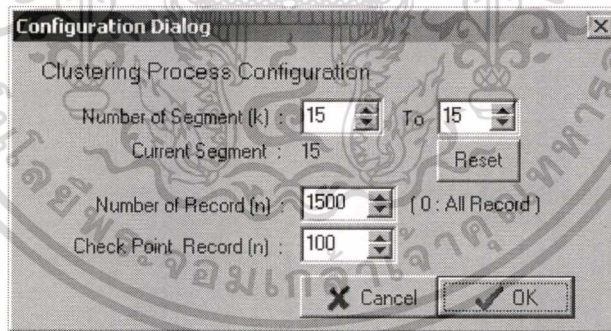 Configuration Dialog
Clustering Process Configuration
Number of Segment (k) : 15 To 15
Current Segment : 15 Reset
Number of Record (n) : 1500 ( 0 : All Record )
Check Point Record (n) : 100
Cancel OK